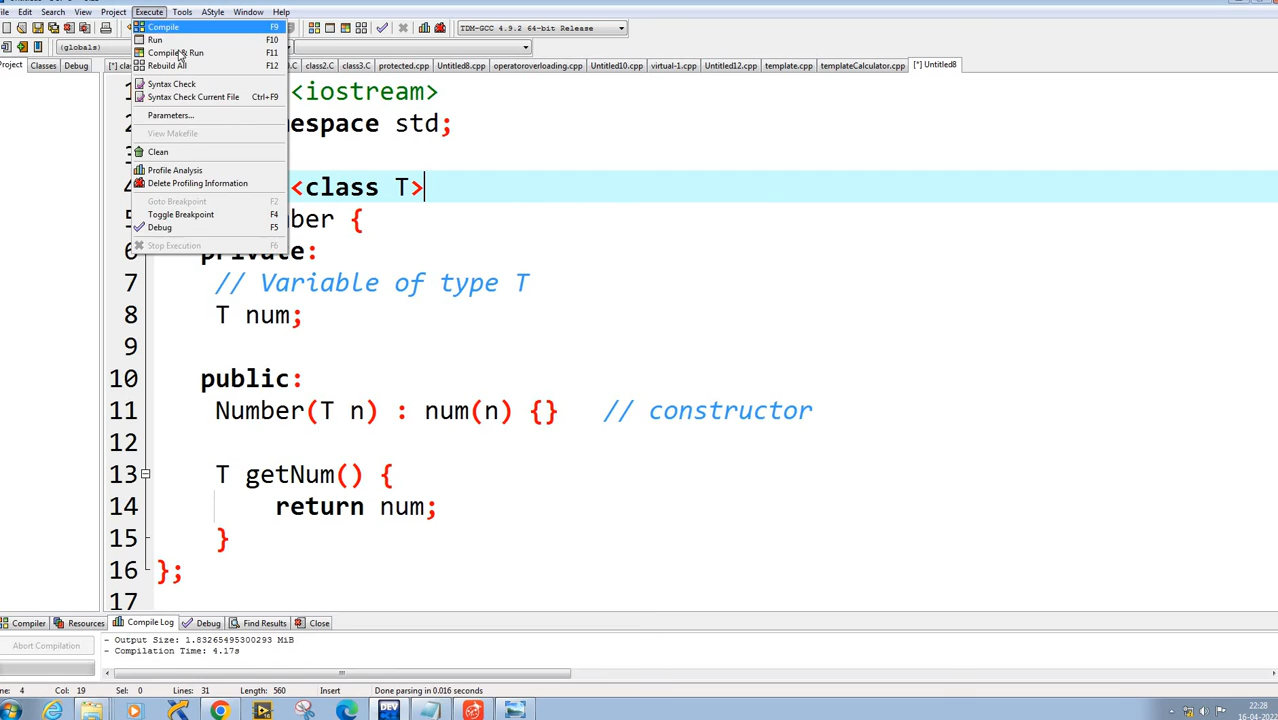 Edit Search View Project Execute Tools AStyle Window Help
Compile F9
TDM-GCC 4.9.2 64-bit Release
Run F10
(globals)
Compile & Run F11
Rebuild All F12
Project Classes Debug
class2.C class3.C protected.cpp Untitled8.cpp operatoroverloading.cpp Untitled10.cpp virtual-1.cpp Untitled12.cpp template.cpp templateCalculator.cpp [*] Untitled8
Syntax Check
Syntax Check Current File Ctrl+F9
Parameters...
View Makefile
Clean
Profile Analysis
Delete Profiling Information
Goto Breakpoint F2
Toggle Breakpoint F4
Debug F5
Stop Execution F6
<iostream>
std;
<class T>
{
6 private:
7 // Variable of type T
8 T num;
9
10 public:
11 Number(T n) : num(n) {} // constructor
12
13 T getNum() {
14 return num;
15 }
16 };
17
Compiler Resources Compile Log Debug Find Results Close
Abort Compilation
- Output Size: 1.83265495300293 MiB
- Compilation Time: 4.17s
4 Col: 19 Sel: 0 Lines: 31 Length: 560 Insert Done parsing in 0.016 seconds
DEV
22:28